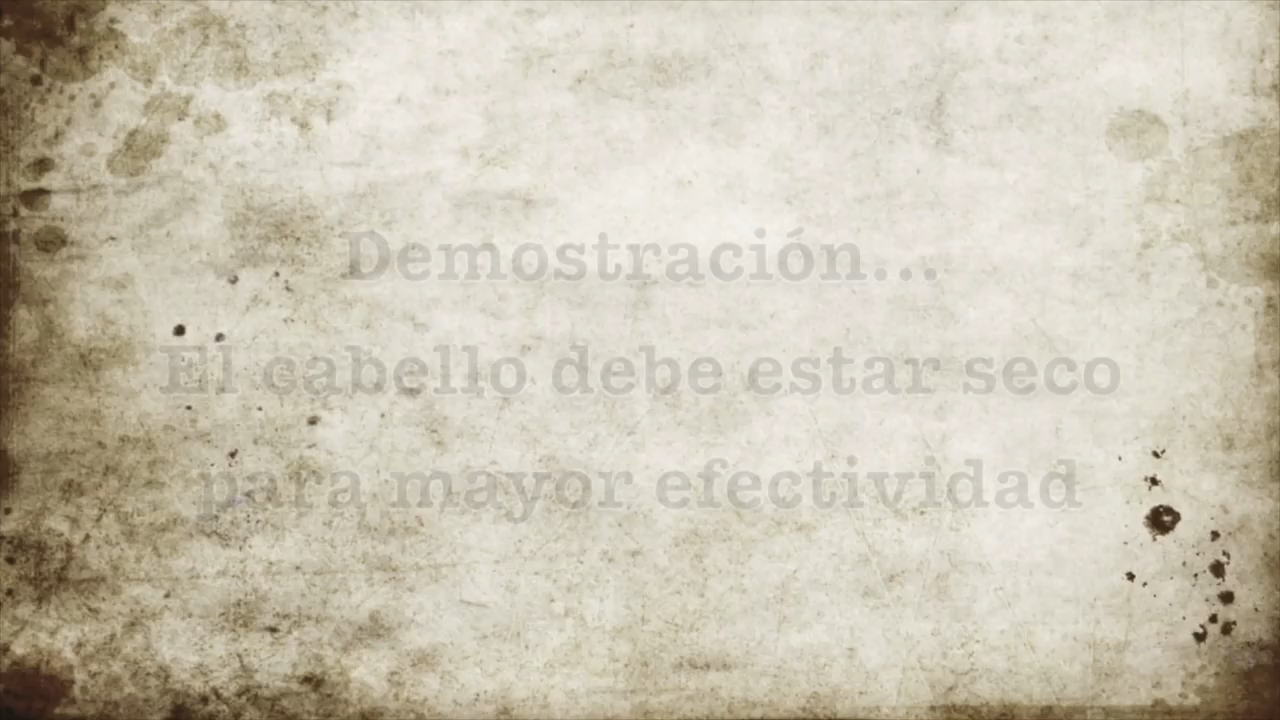 Demostración...
El cabello debe estar seco
para mayor efectividad